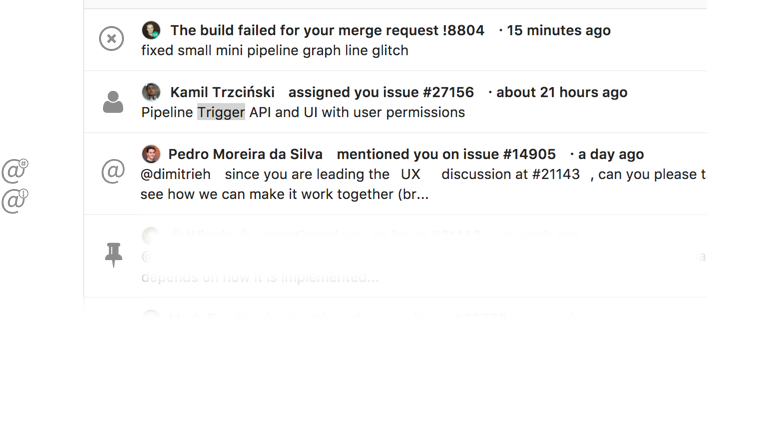 The build failed for your merge request !8804 · 15 minutes ago
fixed small mini pipeline graph line glitch
Kamil Trzciński assigned you issue #27156 · about 21 hours ago
Pipeline Trigger API and UI with user permissions
@
Pedro Moreira da Silva mentioned you on issue #14905 · a day ago
@dimitrieh since you are leading the UX discussion at #21143 , can you please t
see how we can make it work together (br...
depends on how it is implemented...